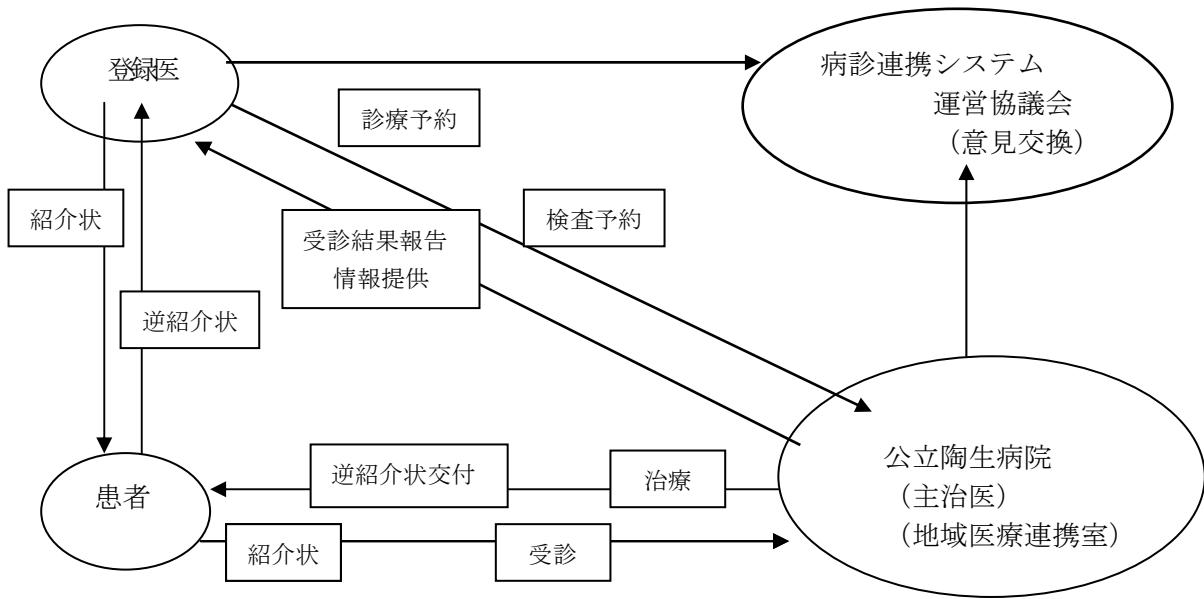 登録医
病診連携システム
運営協議会
（意見交換）
診療予約
紹介状
検査予約
受診結果報告
情報提供
逆紹介状
公立陶生病院
（主治医）
（地域医療連携室）
逆紹介状交付
治療
患者
紹介状
受診